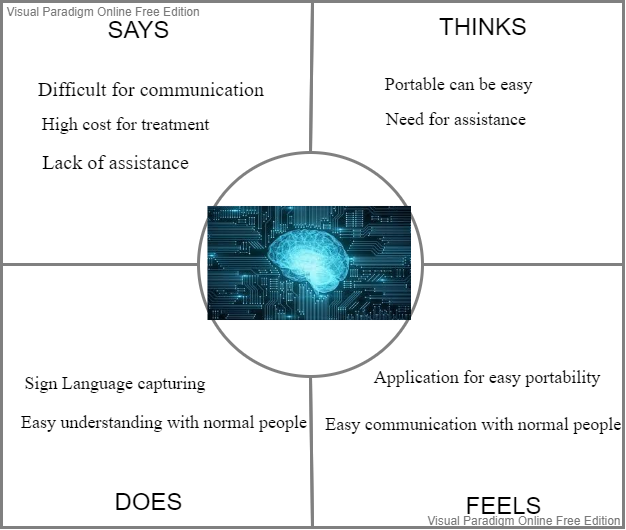 Visual Paradigm Online Free Edition
SAYS
Difficult for communication
High cost for treatment
Lack of assistance
THINKS
Portable can be easy
Need for assistance
Sign Language capturing
Easy understanding with normal people
DOES
Application for easy portability
Easy communication with normal people
FEELS
Visual Paradigm Online Free Edition